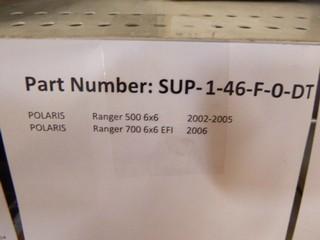 Part Number: SUP-1-46-F-0-DT
POLARIS Ranger 500 6x6 2002-2005
POLARIS Ranger 700 6x6 EFI 2006